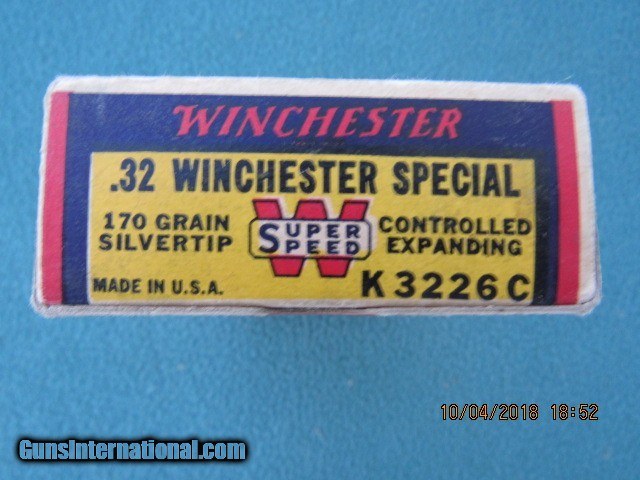 WINCHESTER
.32 WINCHESTER SPECIAL
170 GRAIN SILVERTIP
SUPER SPEED
CONTROLLED EXPANDING
MADE IN U.S.A.
K3226C
10/04/2018 18:52
GunsInternational.com